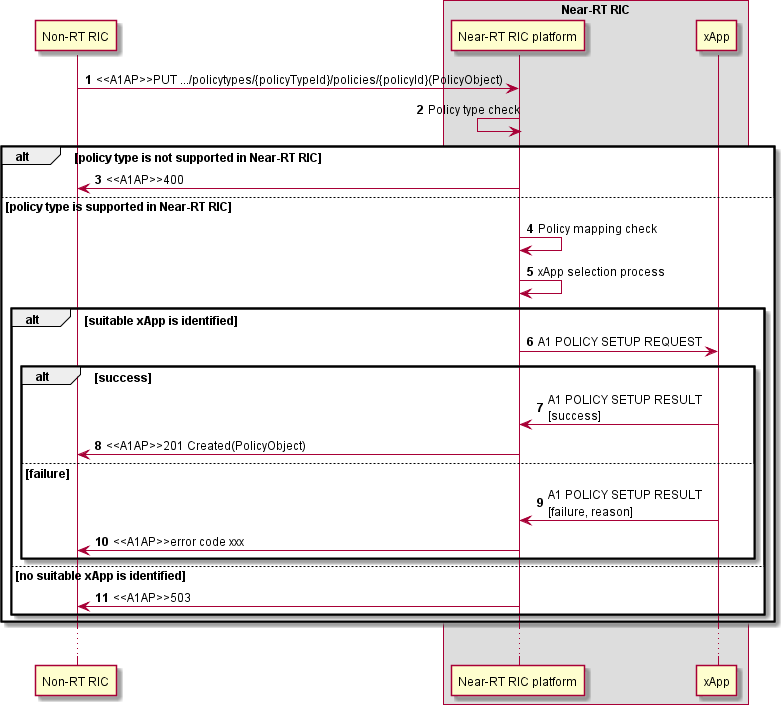 Near-RT RIC
Non-RT RIC
Near-RT RIC platform
xApp
1 <<A1AP>>PUT .../policytypes/{policyTypeId}/policies/{policyId}(PolicyObject)
2 Policy type check
alt [policy type is not supported in Near-RT RIC]
3 <<A1AP>>400
[policy type is supported in Near-RT RIC]
4 Policy mapping check
5 xApp selection process
alt [suitable xApp is identified]
6 A1 POLICY SETUP REQUEST
alt [success]
7 A1 POLICY SETUP RESULT
[success]
8 <<A1AP>>201 Created(PolicyObject)
[failure]
9 A1 POLICY SETUP RESULT
[failure, reason]
10 <<A1AP>>error code xxx
[no suitable xApp is identified]
11 <<A1AP>>503
Non-RT RIC
Near-RT RIC platform
xApp